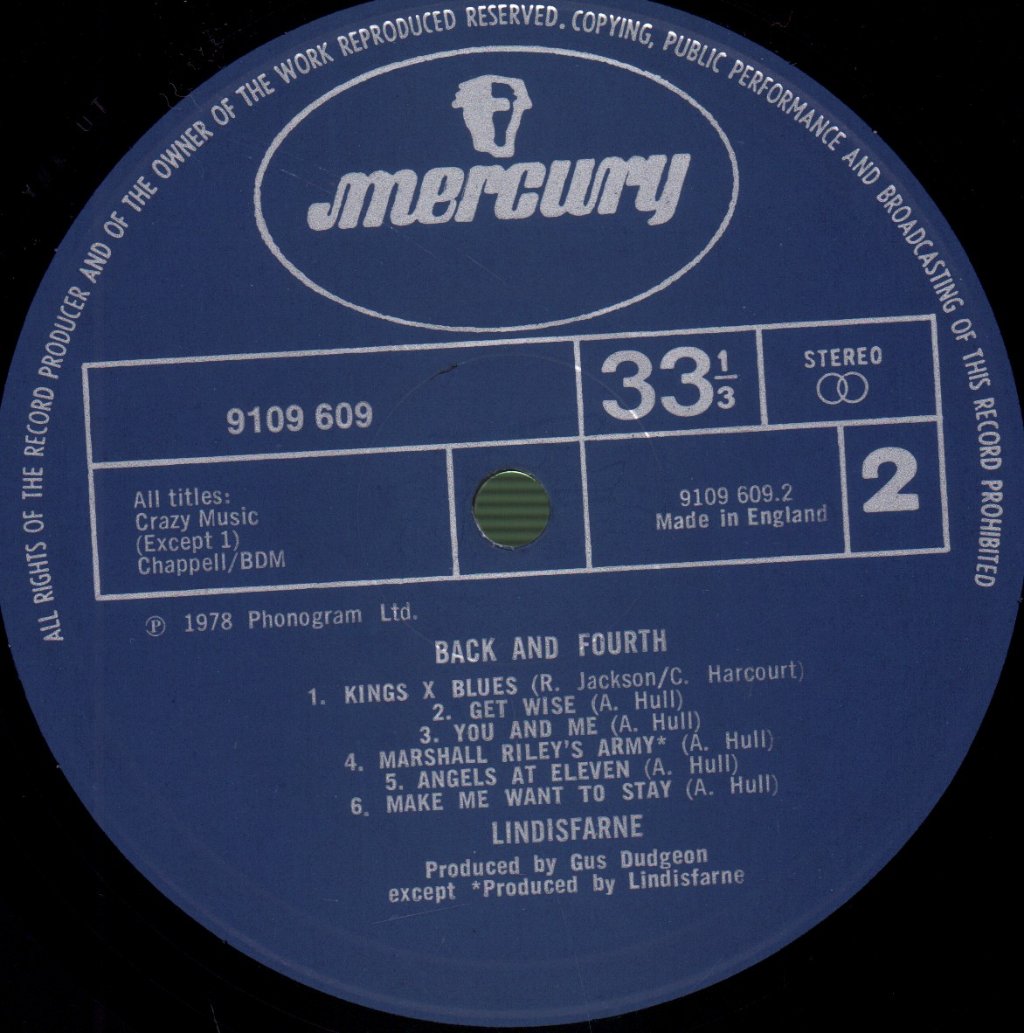 ALL RIGHTS OF THE RECORD PRODUCER AND OF THE OWNER OF THE WORK REPRODUCED RESERVED. COPYING, PUBLIC PERFORMANCE AND BROADCASTING OF THIS RECORD PROHIBITED
mercury
9109 609
33 1/3
STEREO
All titles:
Crazy Music
(Except 1)
Chappell/BDM
9109 609.2
Made in England
2
℗ 1978 Phonogram Ltd.
BACK AND FOURTH
1. KINGS X BLUES (R. Jackson/C. Harcourt)
2. GET WISE (A. Hull)
3. YOU AND ME (A. Hull)
4. MARSHALL RILEY'S ARMY* (A. Hull)
5. ANGELS AT ELEVEN (A. Hull)
6. MAKE ME WANT TO STAY (A. Hull)
LINDISFARNE
Produced by Gus Dudgeon
except *Produced by Lindisfarne